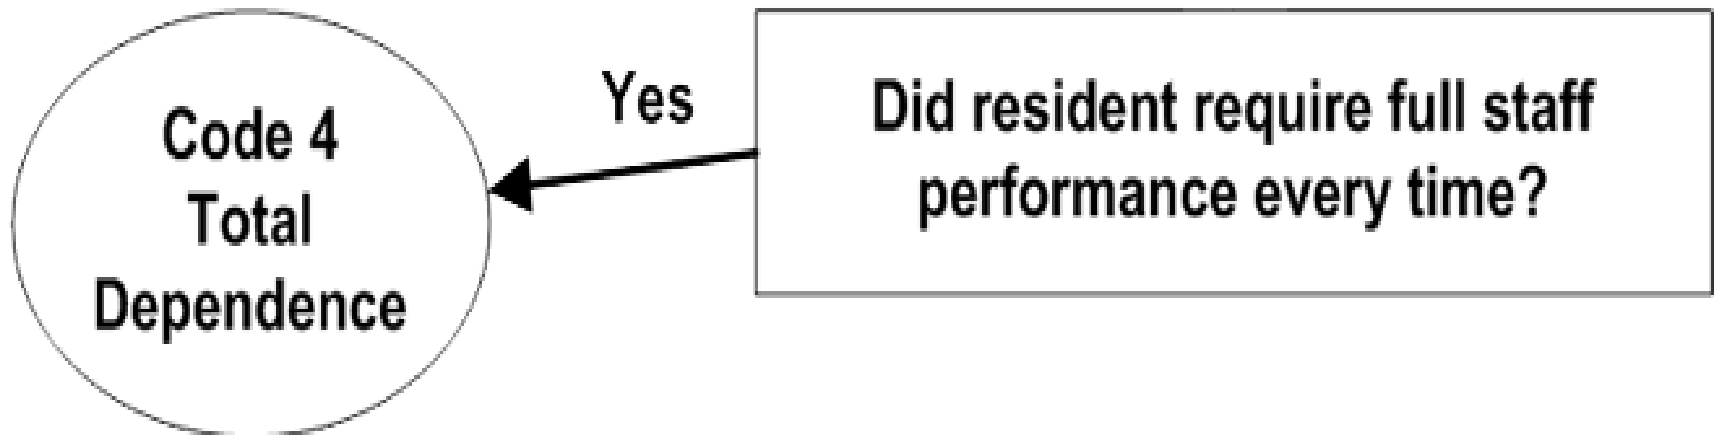 Code 4
Total
Dependence
Yes
Did resident require full staff
performance every time?